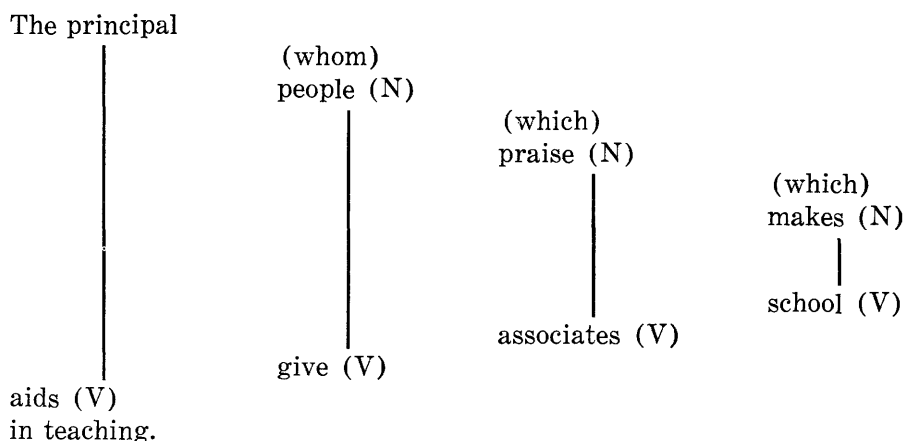 The principal
(whom)
people (N)
(which)
praise (N)
(which)
makes (N)
school (V)
associates (V)
give (V)
aids (V)
in teaching.